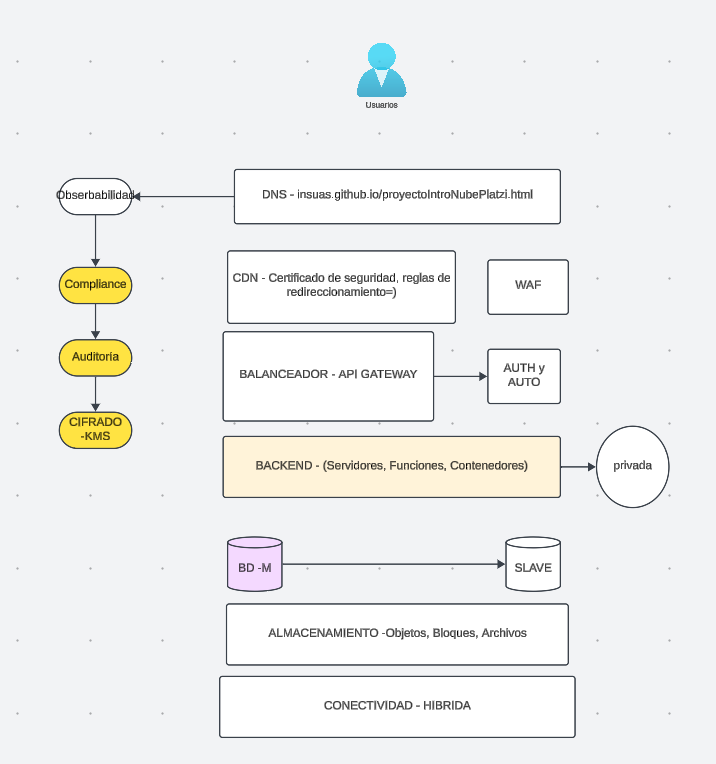 Usuarios
Obserbabilidad
DNS - insuas.github.io/proyectoIntroNubePlatzi.html
CDN - Certificado de seguridad, reglas de
redireccionamiento=)
WAF
Compliance
BALANCEADOR - API GATEWAY
AUTH y
AUTO
Auditoría
CIFRADO
-KMS
BACKEND - (Servidores, Funciones, Contenedores)
privada
BD -M
SLAVE
ALMACENAMIENTO -Objetos, Bloques, Archivos
CONECTIVIDAD - HIBRIDA